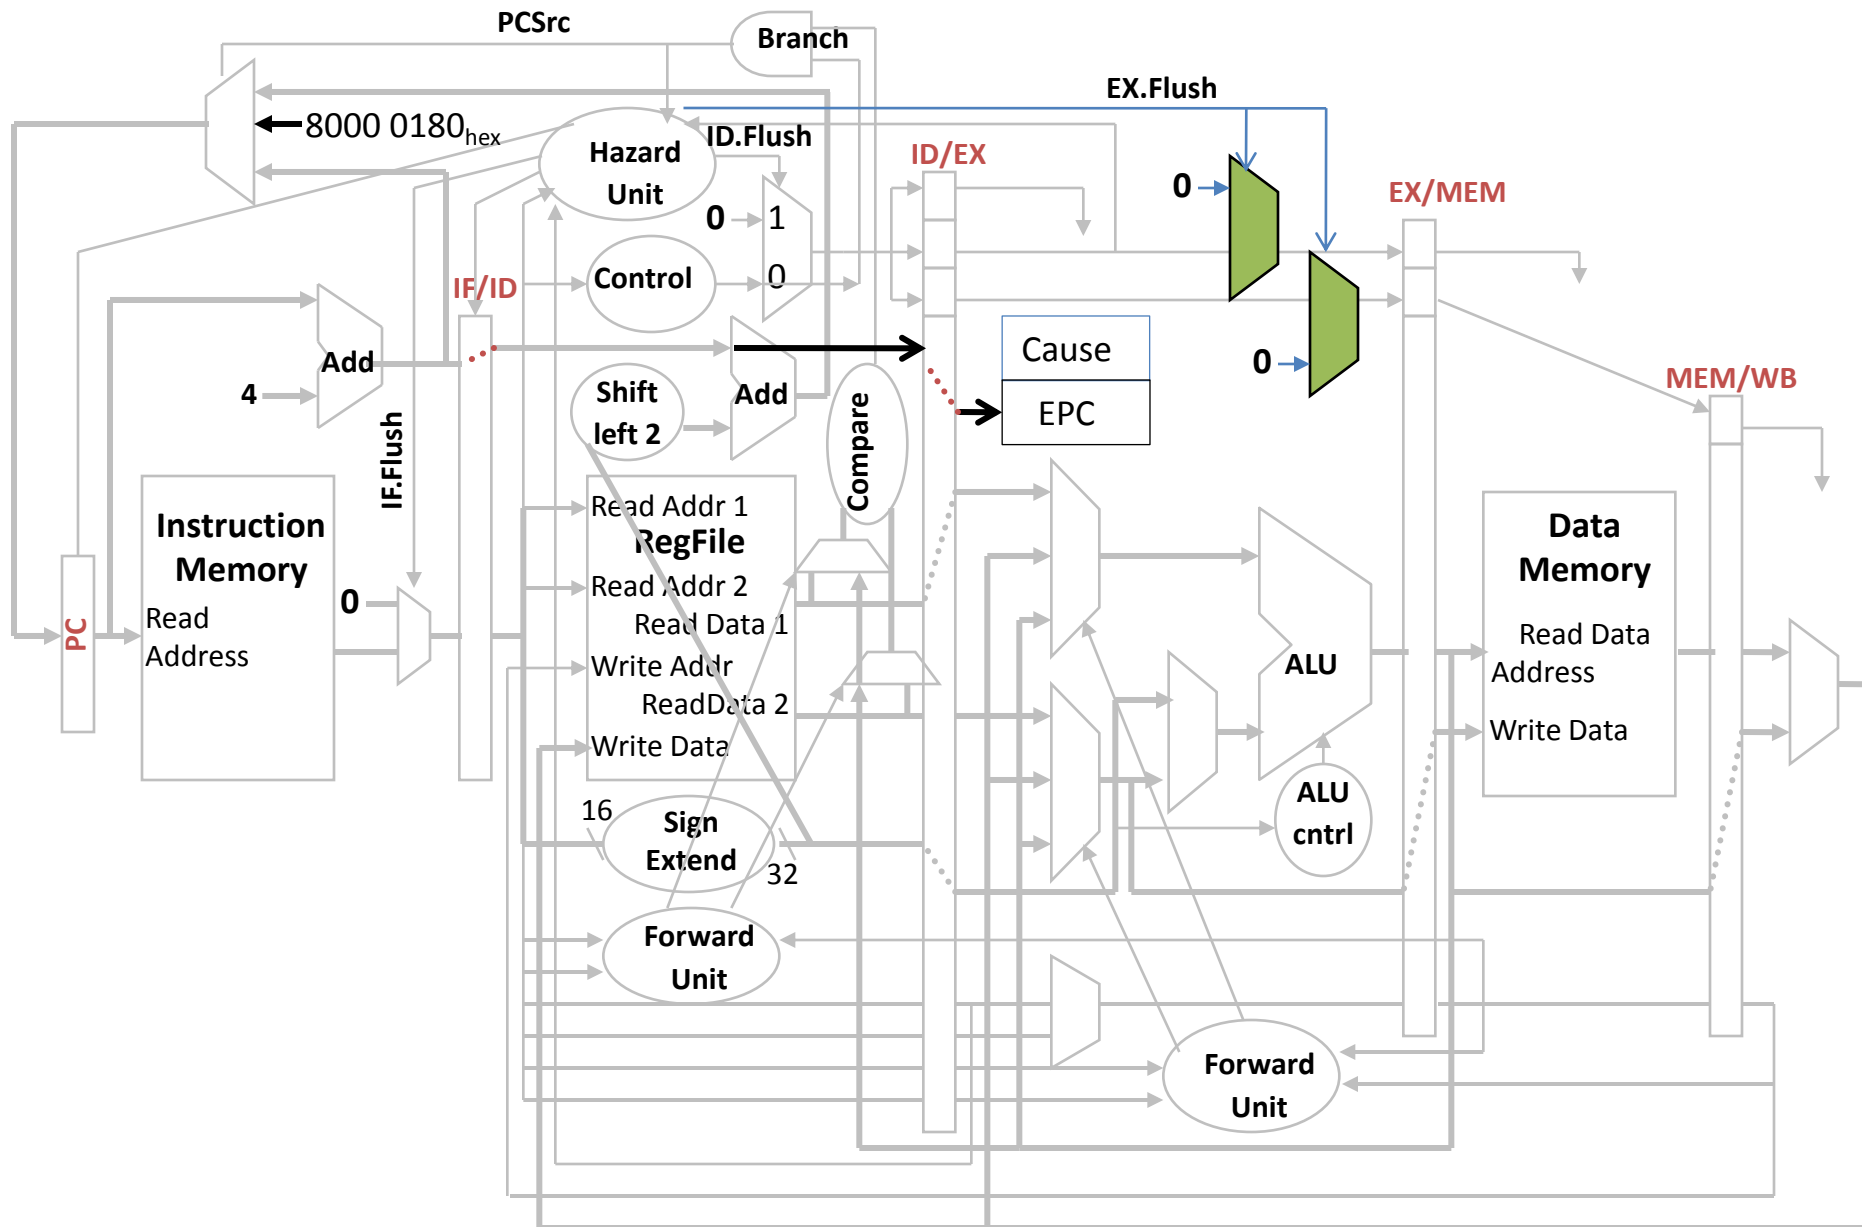 PCSrc
Branch
EX.Flush
8000 0180hex
Hazard
Unit
ID.Flush
ID/EX
0
EX/MEM
0
1
Control
0
IF/ID
Add
4
Shift
left 2
Add
Cause
EPC
0
MEM/WB
IF.Flush
Compare
Instruction
Memory
Read
Address
PC
0
Read Addr 1
RegFile
Read Addr 2
Read Data 1
Write Addr
ReadData 2
Write Data
ALU
Data
Memory
Read Data
Address
Write Data
16
Sign
Extend
32
ALU
cntrl
Forward
Unit
Forward
Unit